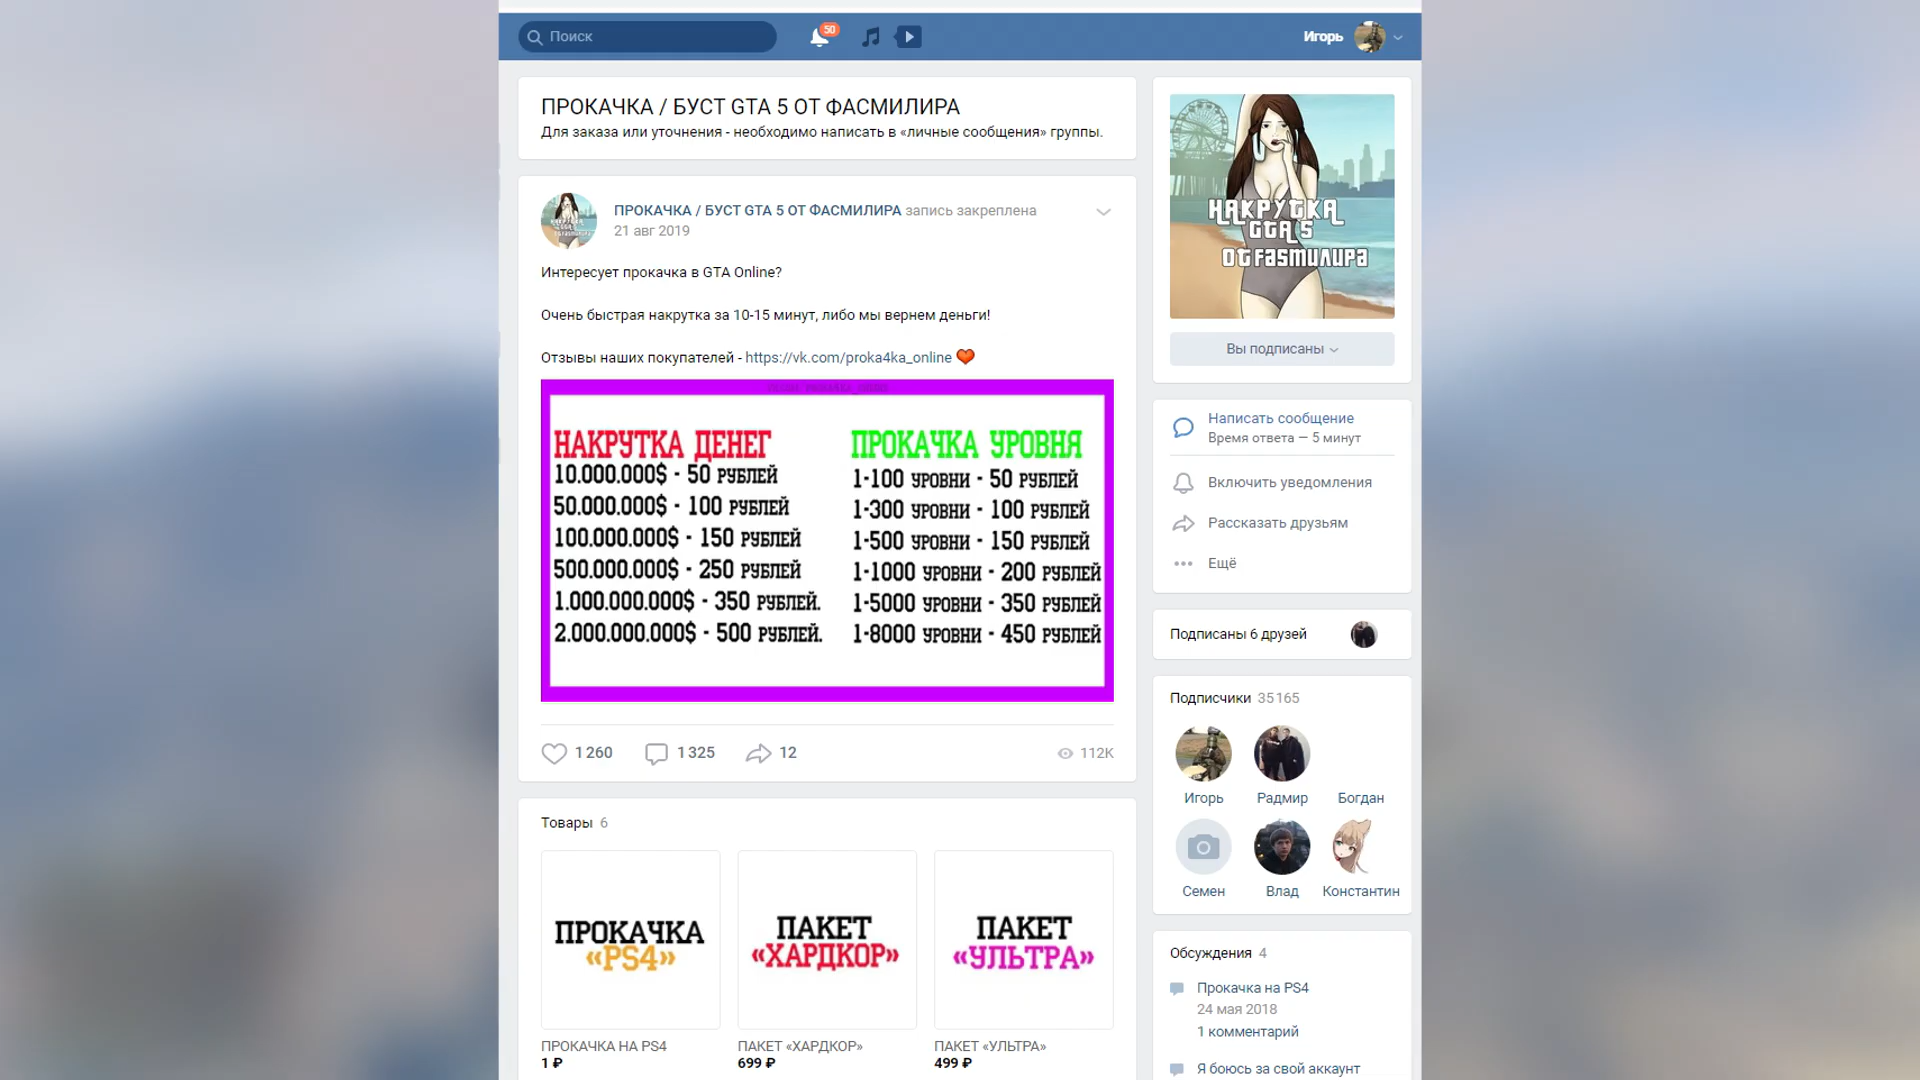 Поиск
50
Игорь
ПРОКАЧКА / БУСТ GTA 5 ОТ ФАСМИЛИРА
Для заказа или уточнения - необходимо написать в «личные сообщения» группы.
ПРОКАЧКА / БУСТ GTA 5 ОТ ФАСМИЛИРА запись закреплена
21 авг 2019
Интересует прокачка в GTA Online?
Очень быстрая накрутка за 10-15 минут, либо мы вернем деньги!
Отзывы наших покупателей - https://vk.com/proka4ka_online
НАКРУТКА ДЕНЕГ
10.000.000$ - 50 РУБЛЕЙ
50.000.000$ - 100 РУБЛЕЙ
100.000.000$ - 150 РУБЛЕЙ
500.000.000$ - 250 РУБЛЕЙ
1.000.000.000$ - 350 РУБЛЕЙ.
2.000.000.000$ - 500 РУБЛЕЙ.
ПРОКАЧКА УРОВНЯ
1-100 УРОВНИ - 50 РУБЛЕЙ
1-300 УРОВНИ - 100 РУБЛЕЙ
1-500 УРОВНИ - 150 РУБЛЕЙ
1-1000 УРОВНИ - 200 РУБЛЕЙ
1-5000 УРОВНИ - 350 РУБЛЕЙ
1-8000 УРОВНИ - 450 РУБЛЕЙ
1 260
1 325
12
112K
Товары 6
ПРОКАЧКА
«PS4»
ПАКЕТ
«ХАРДКОР»
ПАКЕТ
«УЛЬТРА»
ПРОКАЧКА НА PS4
1 ₽
ПАКЕТ «ХАРДКОР»
699 ₽
ПАКЕТ «УЛЬТРА»
499 ₽
НАКРУТКА
GTA 5
ОТ FASMИЛИРА
Вы подписаны
Написать сообщение
Время ответа — 5 минут
Включить уведомления
Рассказать друзьям
Ещё
Подписаны 6 друзей
Подписчики 35 165
Игорь
Радмир
Богдан
Семен
Влад
Константин
Обсуждения 4
Прокачка на PS4
24 мая 2018
1 комментарий
Я боюсь за свой аккаунт